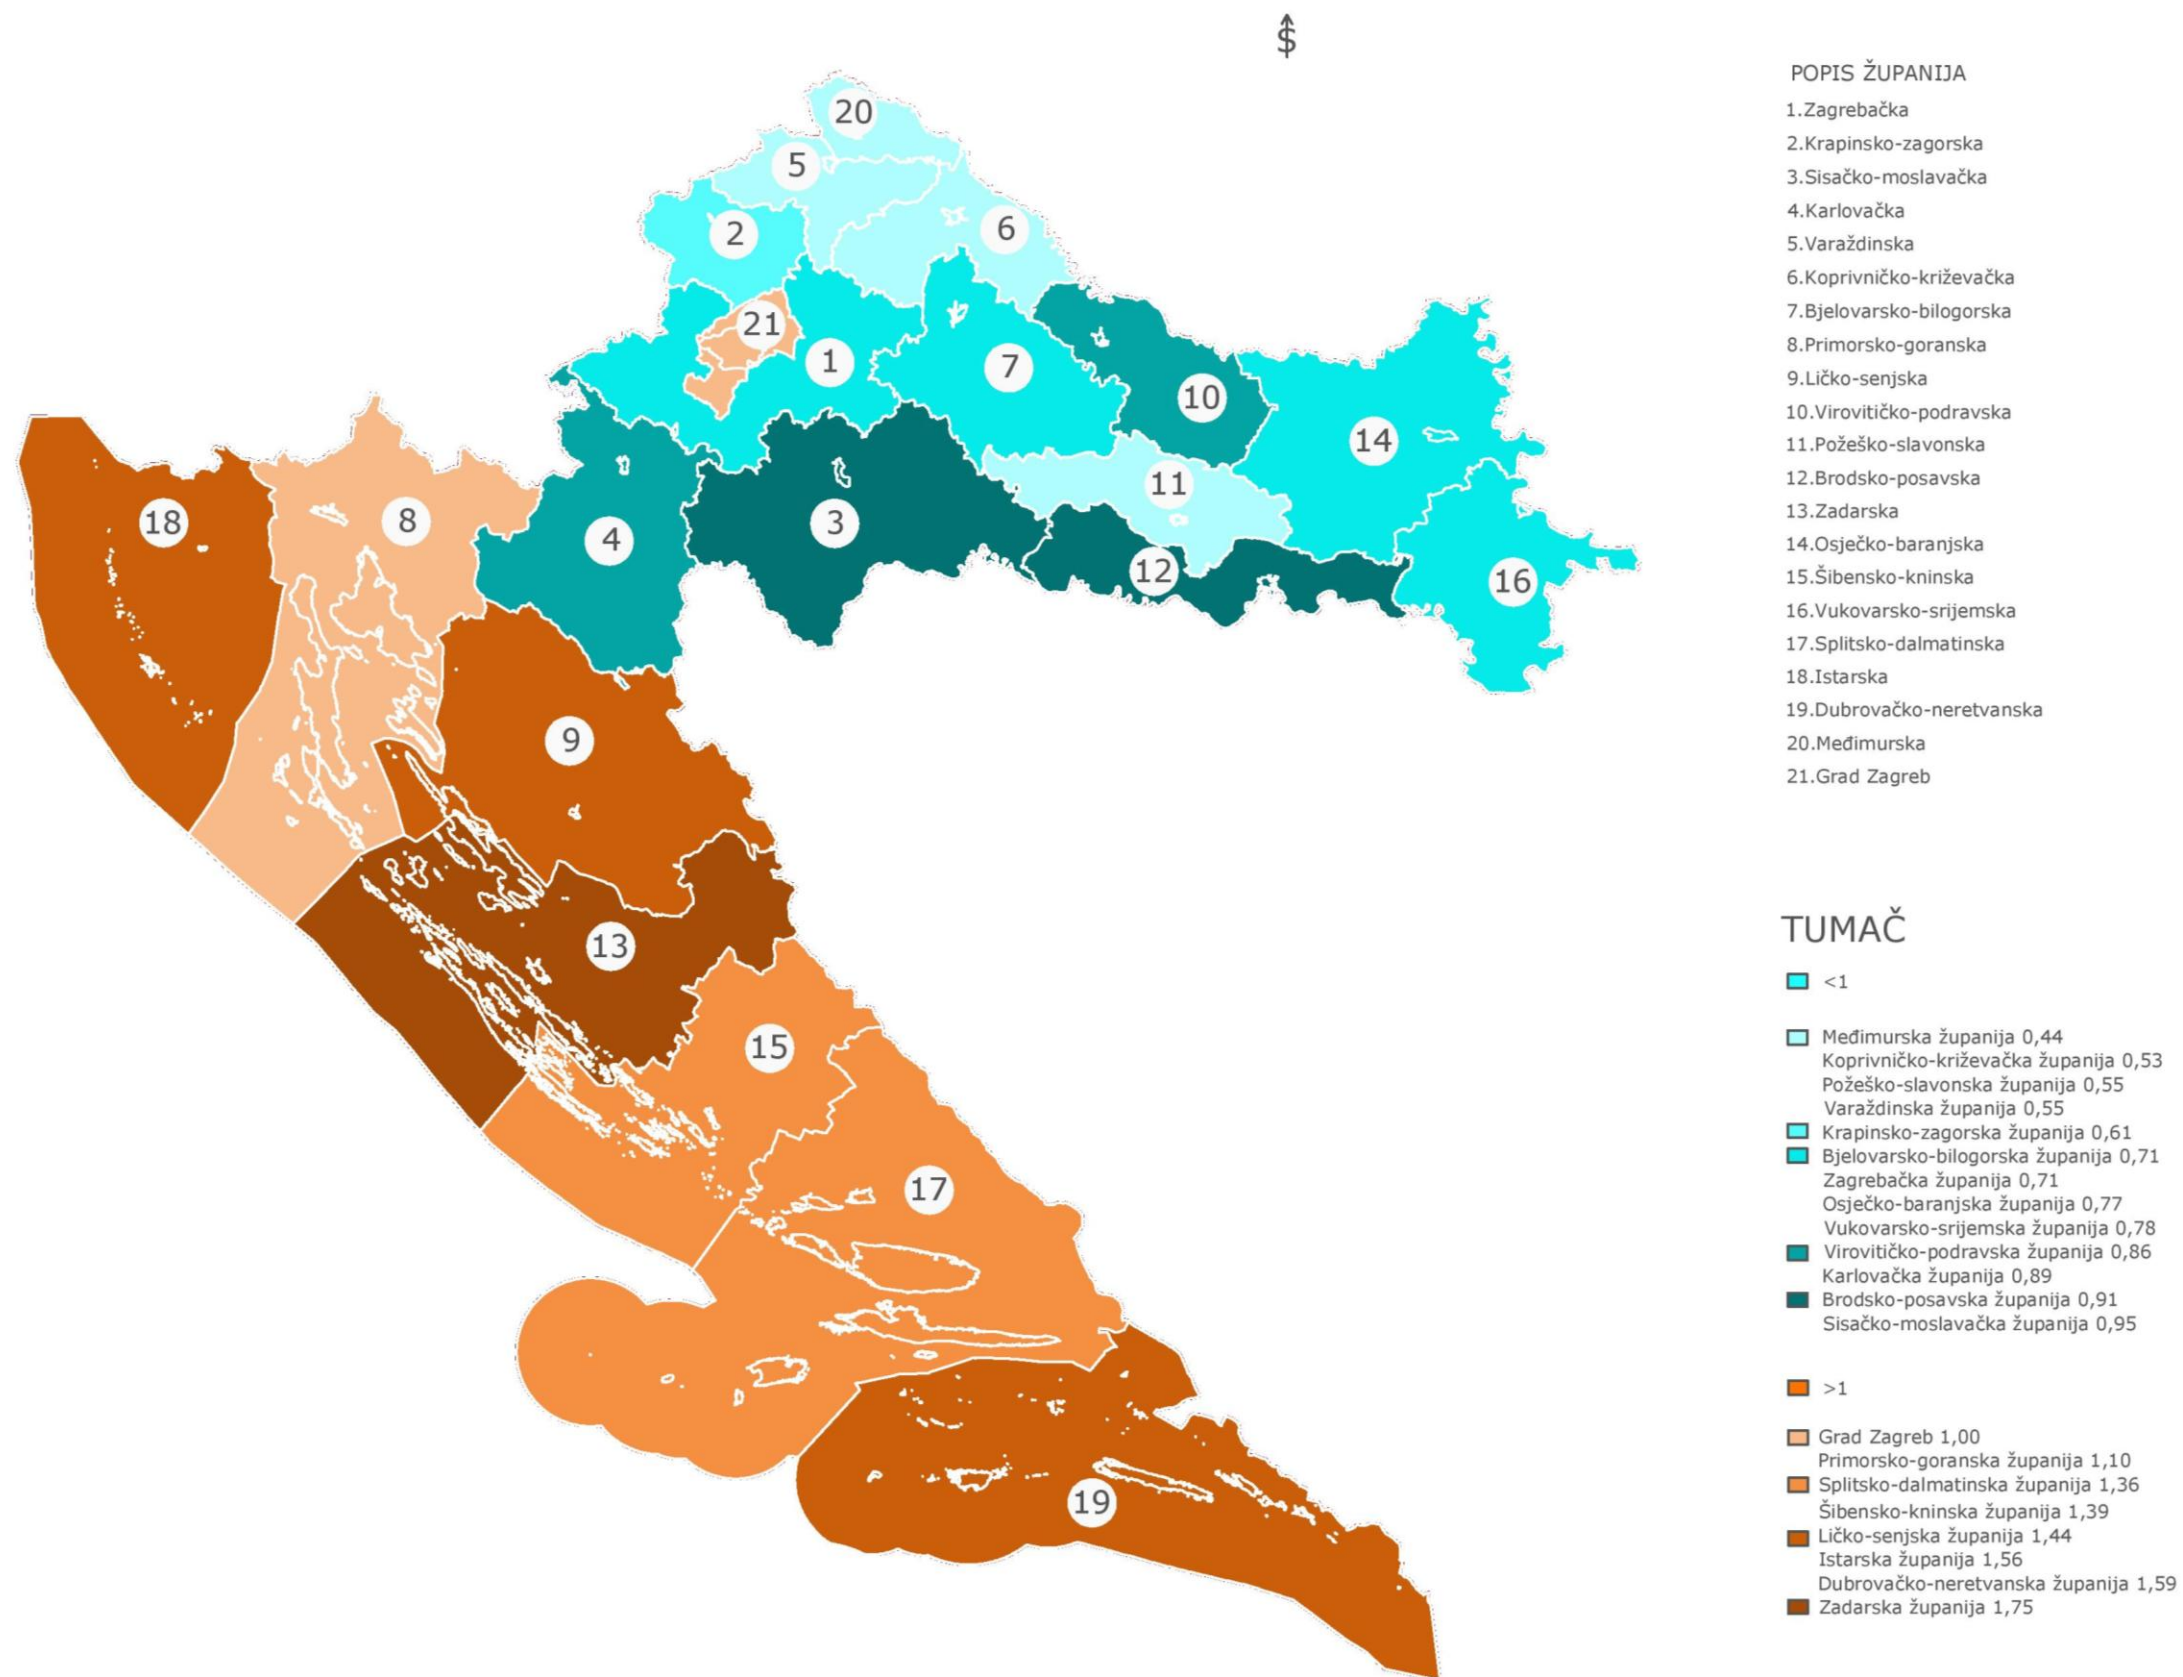 $
20
5
6
2
21
1
7
10
14
18
8
11
3
4
12
16
9
13
15
17
19
POPIS ŽUPANIJA
1.Zagrebačka
2.Krapinsko-zagorska
3.Sisačko-moslavačka
4.Karlovačka
5.Varaždinska
6.Koprivničko-križevačka
7.Bjelovarsko-bilogorska
8.Primorsko-goranska
9.Ličko-senjska
10.Virovitičko-podravska
11.Požeško-slavonska
12.Brodsko-posavska
13.Zadarska
14.Osječko-baranjska
15.Šibensko-kninska
16.Vukovarsko-srijemska
17.Splitsko-dalmatinska
18.Istarska
19.Dubrovačko-neretvanska
20.Međimurska
21.Grad Zagreb
TUMAČ
<1
Međimurska županija 0,44
Koprivničko-križevačka županija 0,53
Požeško-slavonska županija 0,55
Varaždinska županija 0,55
Krapinsko-zagorska županija 0,61
Bjelovarsko-bilogorska županija 0,71
Zagrebačka županija 0,71
Osječko-baranjska županija 0,77
Vukovarsko-srijemska županija 0,78
Virovitičko-podravska županija 0,86
Karlovačka županija 0,89
Brodsko-posavska županija 0,91
Sisačko-moslavačka županija 0,95
>1
Grad Zagreb 1,00
Primorsko-goranska županija 1,10
Splitsko-dalmatinska županija 1,36
Šibensko-kninska županija 1,39
Ličko-senjska županija 1,44
Istarska županija 1,56
Dubrovačko-neretvanska županija 1,59
Zadarska županija 1,75